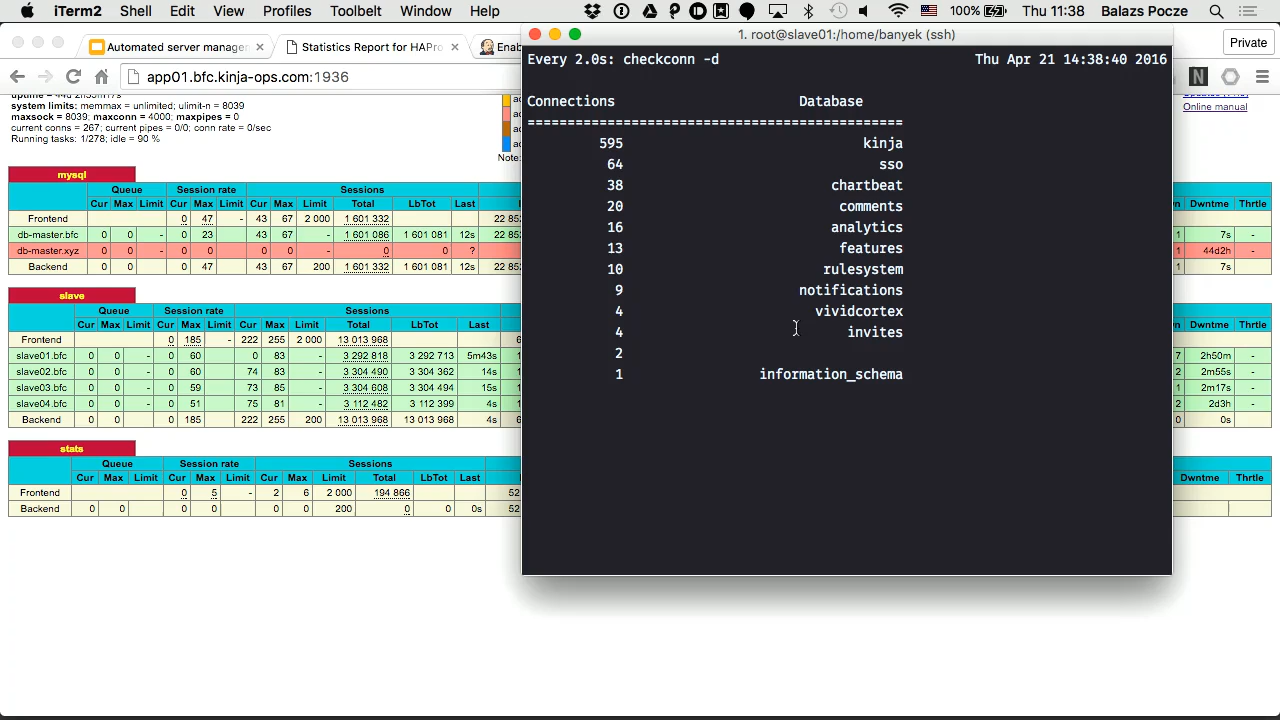 iTerm2 Shell Edit View Profiles Toolbelt Window Help 100% Thu 11:38 Balazs Pocze
Automated server manage × Statistics Report for HAPro × Enab
Private
app01.bfc.kinja-ops.com:1936
system limits: memmax = unlimited; ulimit-n = 8039
maxsock = 8039; maxconn = 4000; maxpipes = 0
current conns = 267; current pipes = 0/0; conn rate = 0/sec
Running tasks: 1/278; idle = 90 %
Note:
Online manual
mysql
Queue Session rate Sessions
Cur Max Limit Cur Max Limit Cur Max Limit Total LbTot Last Dwntme Thrtle
Frontend 0 47 - 43 67 2 000 1 601 332 22 852
db-master.bfc 0 0 - 0 23 43 67 - 1 601 086 1 601 081 12s 1 7s -
db-master.xyz 0 0 - 0 0 0 0 - 0 0 ? 1 44d2h -
Backend 0 0 0 47 43 67 200 1 601 332 1 601 081 12s 7s
slave
Queue Session rate Sessions
Cur Max Limit Cur Max Limit Cur Max Limit Total LbTot Last Dwntme Thrtle
Frontend 0 185 - 222 255 2 000 13 013 968 6
slave01.bfc 0 0 - 0 60 0 83 - 3 292 818 3 292 713 5m43s 7 2h50m -
slave02.bfc 0 0 - 0 60 74 83 - 3 304 490 3 304 362 14s 2 2m55s -
slave03.bfc 0 0 - 0 59 73 85 - 3 304 608 3 304 494 15s 1 2m17s -
slave04.bfc 0 0 - 0 51 75 81 - 3 112 482 3 112 399 4s 2 2d3h -
Backend 0 0 0 185 222 255 200 13 013 968 13 013 968 4s 6 0 0s
stats
Queue Session rate Sessions
Cur Max Limit Cur Max Limit Cur Max Limit Total LbTot Last Dwntme Thrtle
Frontend 0 5 - 2 6 2 000 194 866 52
Backend 0 0 0 0 0 0 200 0 0 0s 52
1. root@slave01:/home/banyek (ssh)
Every 2.0s: checkconn -d Thu Apr 21 14:38:40 2016
Connections Database
===============================================
595 kinja
64 sso
38 chartbeat
20 comments
16 analytics
13 features
10 rulesystem
9 notifications
4 vividcortex
4 invites
2
1 information_schema